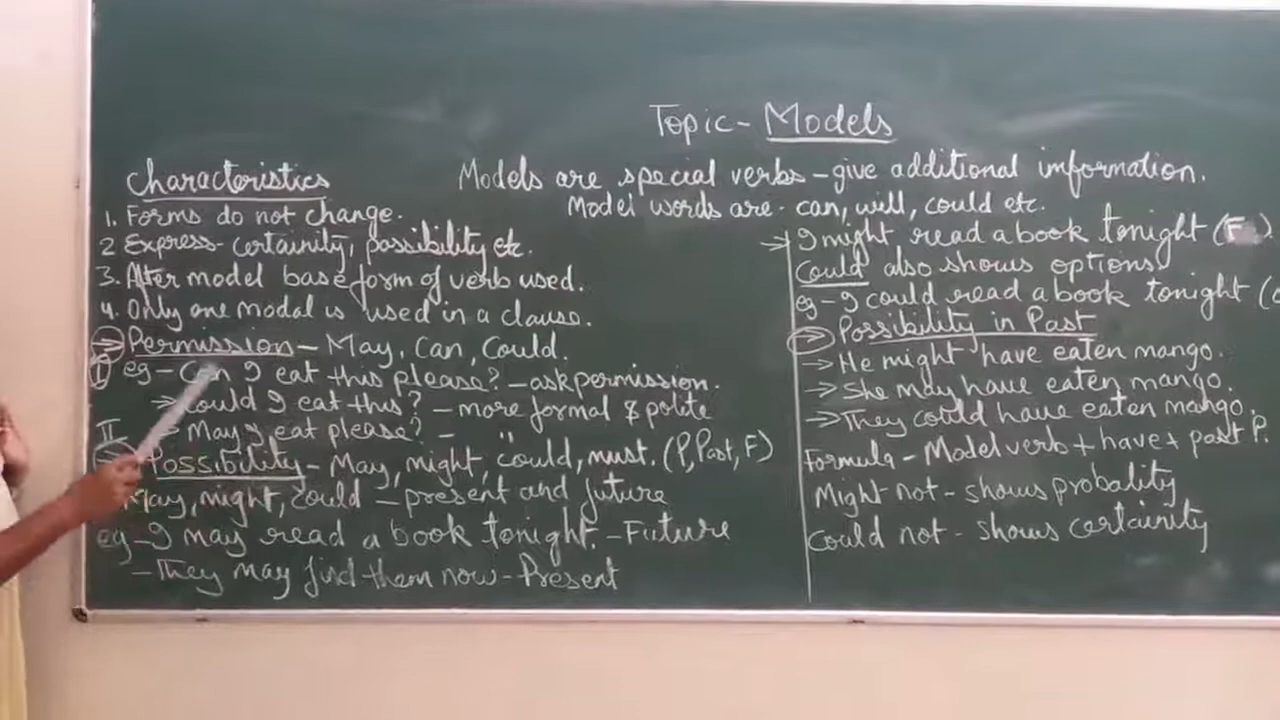 Topic - Models
Models are special verbs - give additional information.
Model words are - can, will, could etc.
Characteristics
1. Forms do not change.
2 Express - certainity, possibility etc.
3. After model base form of verb used.
4. Only one modal is used in a clause.
→ Permission - May, Can, Could.
I eg - Can I eat this please? - ask permission.
→ Could I eat this? - more formal & polite
→ May I eat please? - "
II → Possibility - May, might, could, must. (P, Past, F)
May, might, could - present and future
eg - I may read a book tonight. - Future
- They may find them now - Present
→ I might read a book tonight (F).
Could also shows options
eg - I could read a book tonight (
→ Possibility in Past
→ He might have eaten mango.
→ She may have eaten mango.
→ They could have eaten mango.
Formula - Model verb + have + past P.
Might not - shows probality
Could not - shows certainity